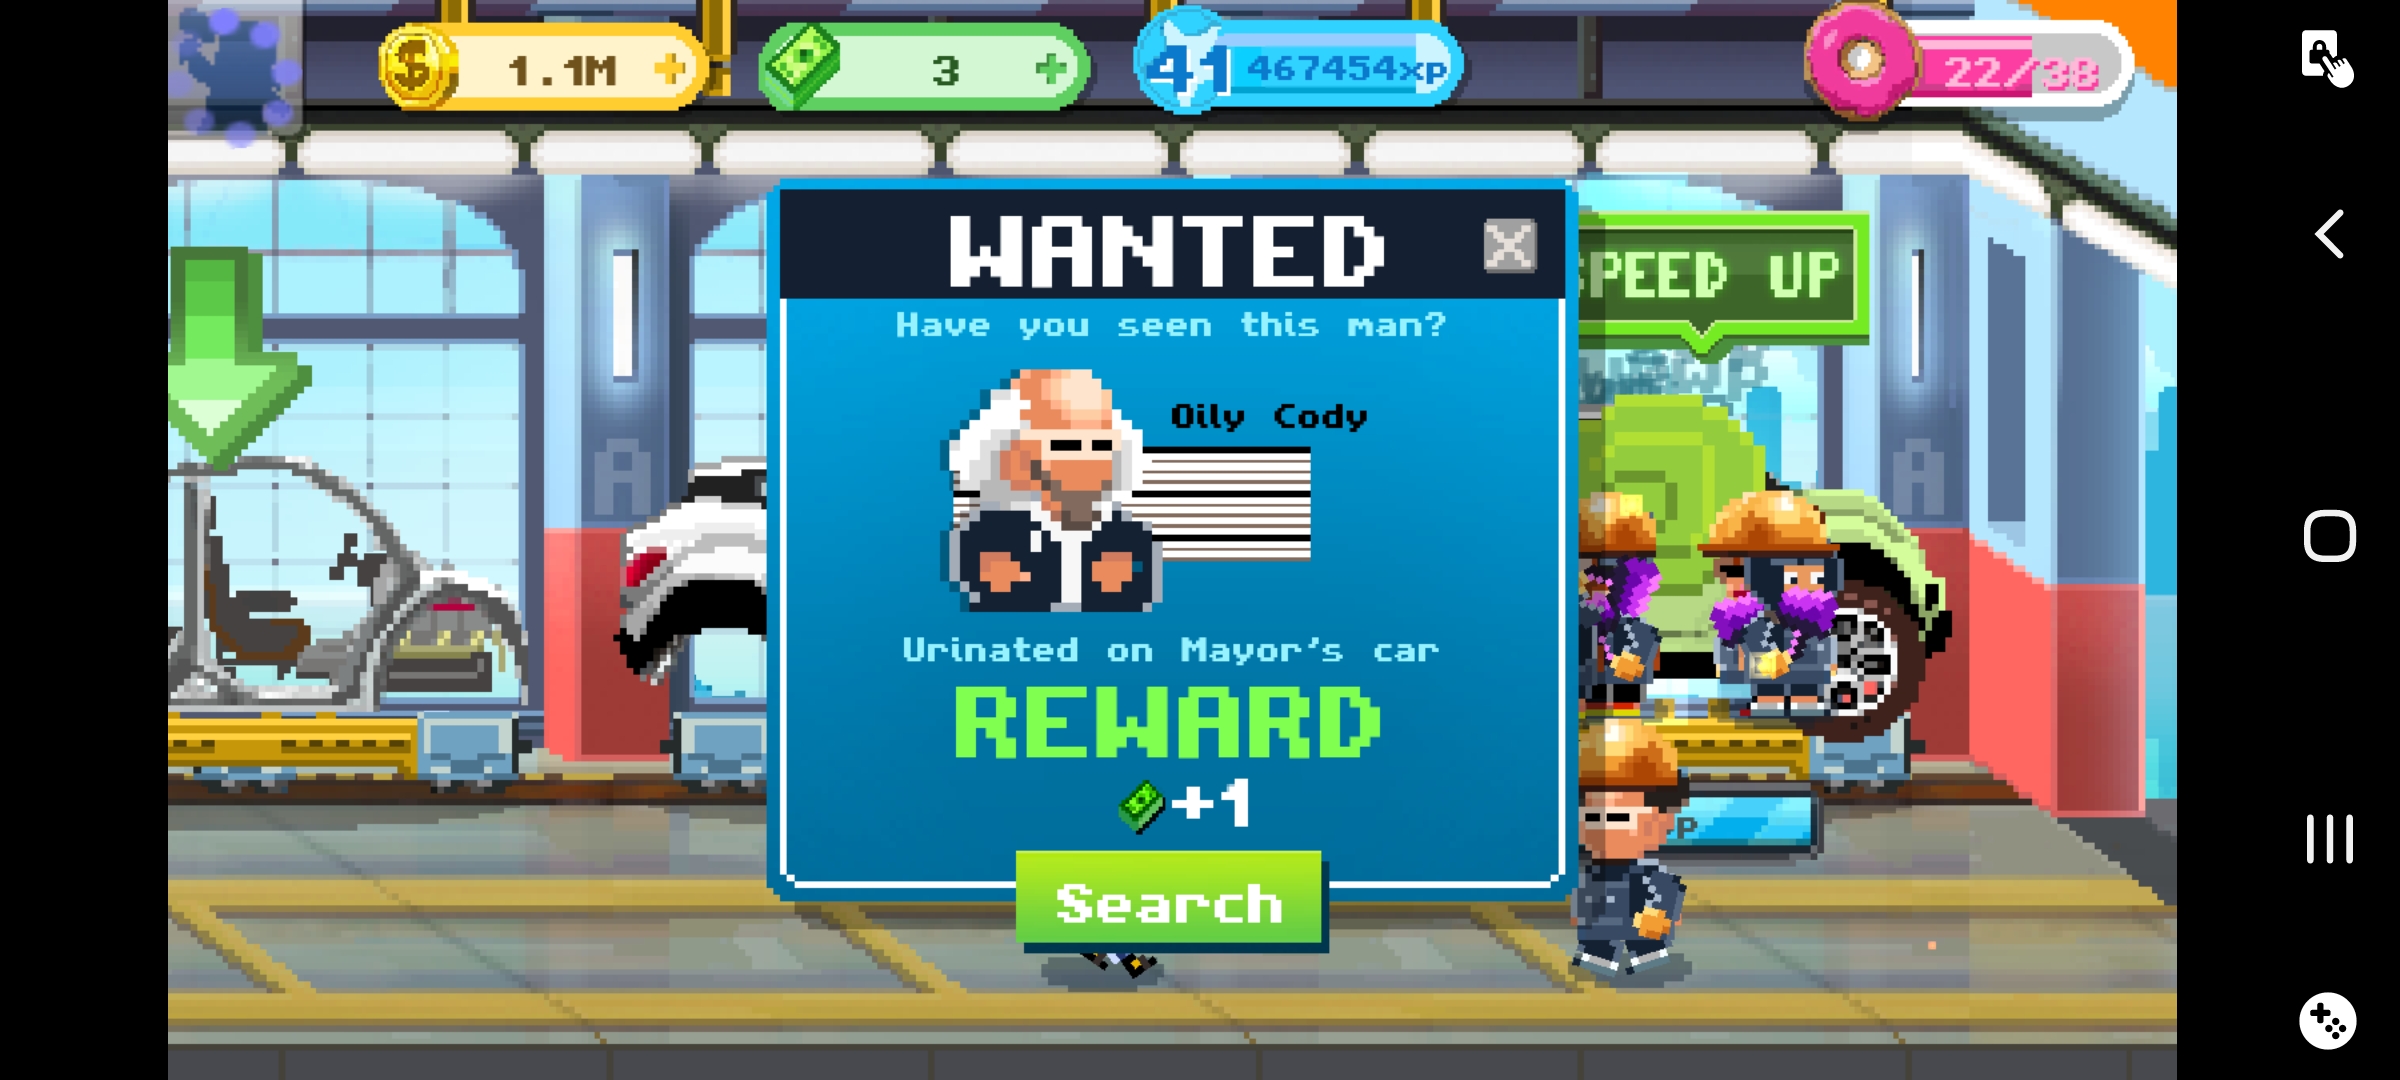 1.1M
3
41 467454xp
22/38
WANTED
Have you seen this man?
Oily Cody
Urinated on Mayor's car
REWARD
+1
Search
SPEED UP
A
A